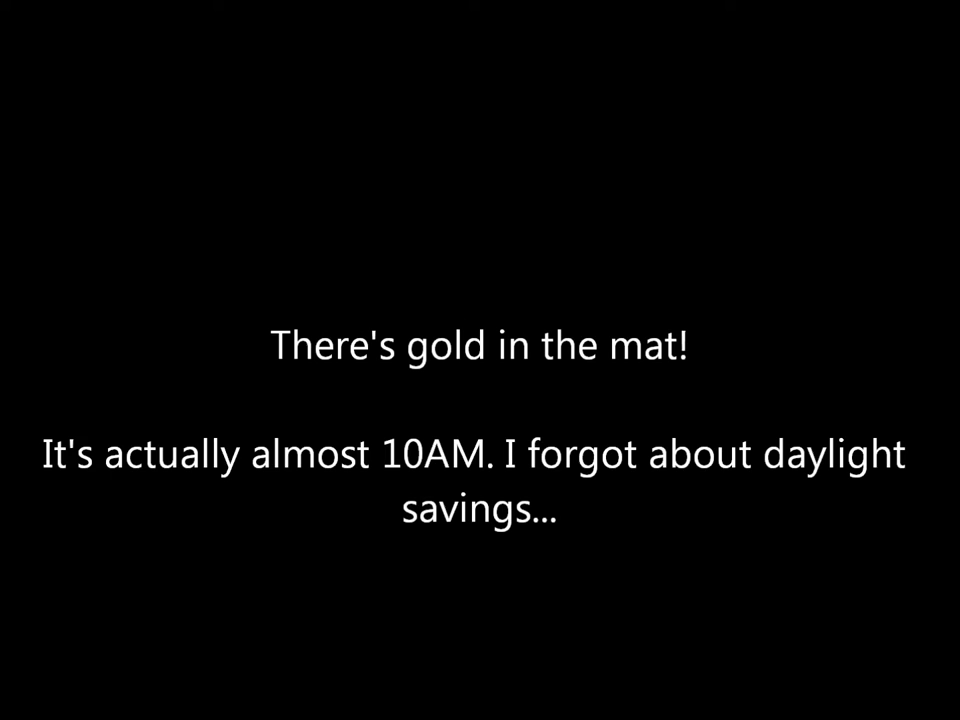 There's gold in the mat!
It's actually almost 10AM. I forgot about daylight
savings...